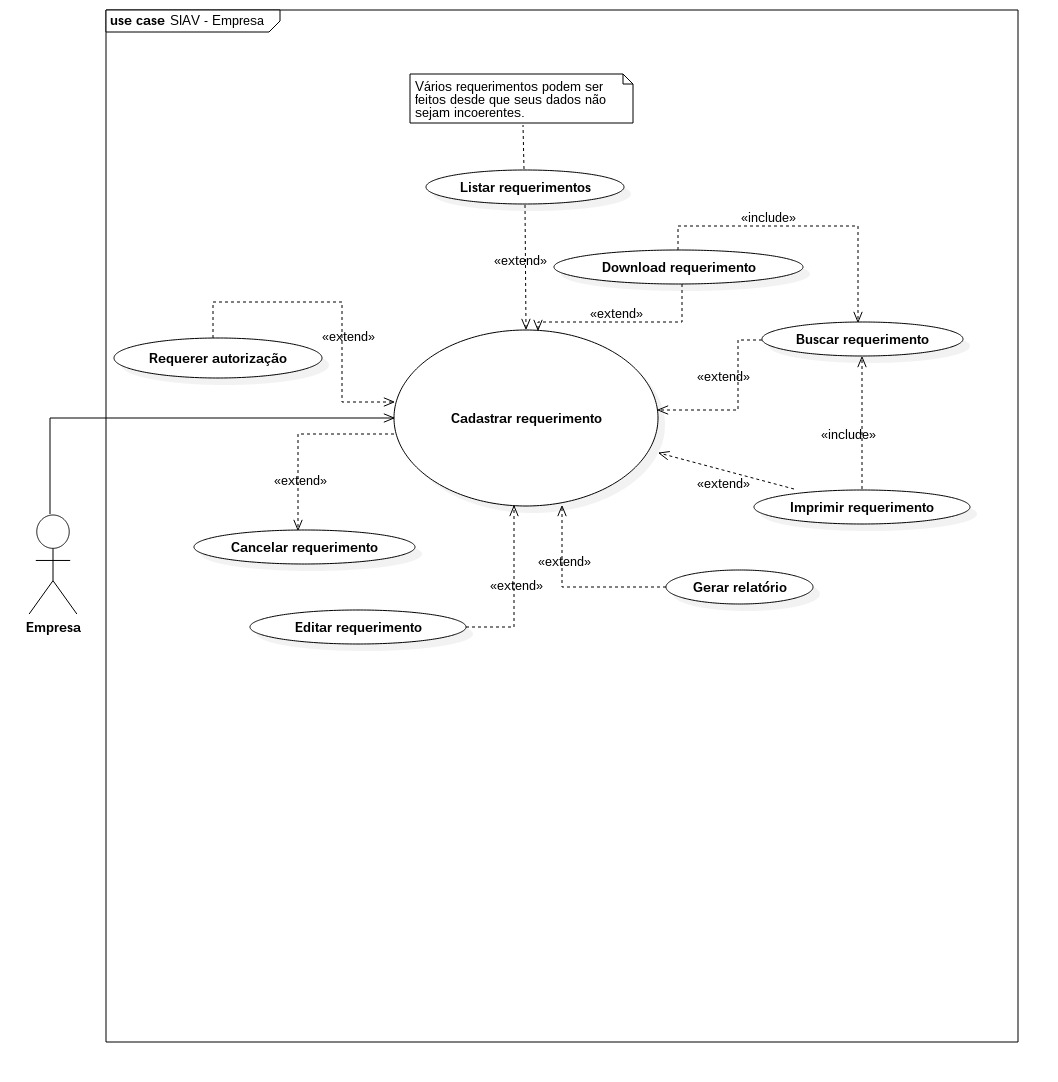 use case SIAV - Empresa
Vários requerimentos podem ser
feitos desde que seus dados não
sejam incoerentes.
Listar requerimentos
«include»
«extend»
Download requerimento
«extend»
«extend»
Buscar requerimento
Requerer autorização
«extend»
Cadastrar requerimento
«include»
«extend»
«extend»
Imprimir requerimento
Cancelar requerimento
«extend»
«extend»
Gerar relatório
Editar requerimento
Empresa